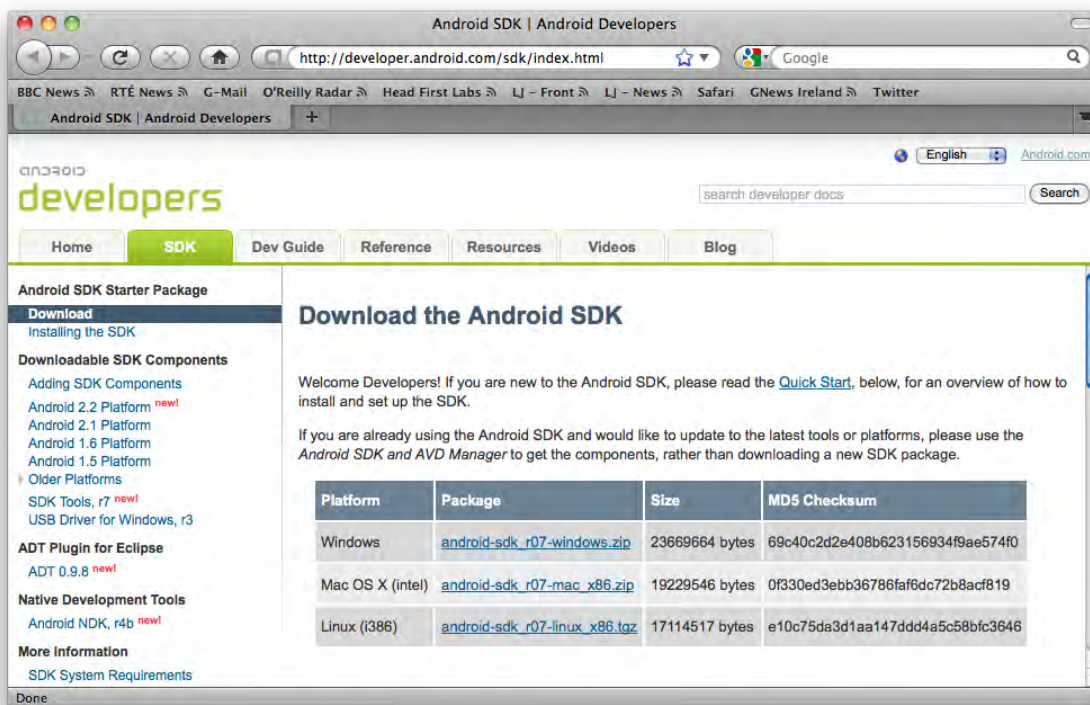 Android SDK | Android Developers
http://developer.android.com/sdk/index.html
Google
BBC News RTÉ News G-Mail O'Reilly Radar Head First Labs LJ – Front LJ – News Safari GNews Ireland Twitter
Android SDK | Android Developers +
English Android.com
android
developers
search developer docs Search
Home SDK Dev Guide Reference Resources Videos Blog
Android SDK Starter Package
Download
Installing the SDK
Downloadable SDK Components
Adding SDK Components
Android 2.2 Platform new!
Android 2.1 Platform
Android 1.6 Platform
Android 1.5 Platform
Older Platforms
SDK Tools, r7 new!
USB Driver for Windows, r3
ADT Plugin for Eclipse
ADT 0.9.8 new!
Native Development Tools
Android NDK, r4b new!
More Information
SDK System Requirements
Download the Android SDK
Welcome Developers! If you are new to the Android SDK, please read the Quick Start, below, for an overview of how to
install and set up the SDK.
If you are already using the Android SDK and would like to update to the latest tools or platforms, please use the
Android SDK and AVD Manager to get the components, rather than downloading a new SDK package.
Platform Package Size MD5 Checksum
Windows android-sdk_r07-windows.zip 23669664 bytes 69c40c2d2e408b623156934f9ae574f0
Mac OS X (intel) android-sdk_r07-mac_x86.zip 19229546 bytes 0f330ed3ebb36786faf6dc72b8acf819
Linux (i386) android-sdk_r07-linux_x86.tgz 17114517 bytes e10c75da3d1aa147ddd4a5c58bfc3646
Done